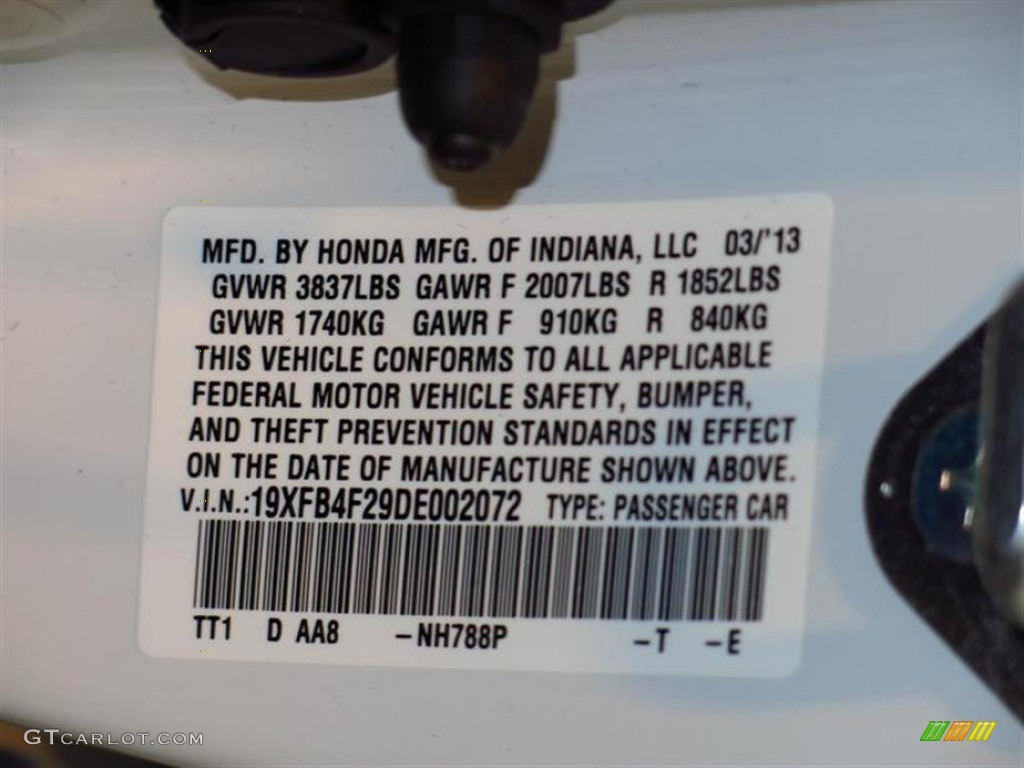 MFD. BY HONDA MFG. OF INDIANA, LLC 03/'13
GVWR 3837LBS GAWR F 2007LBS R 1852LBS
GVWR 1740KG GAWR F 910KG R 840KG
THIS VEHICLE CONFORMS TO ALL APPLICABLE
FEDERAL MOTOR VEHICLE SAFETY, BUMPER,
AND THEFT PREVENTION STANDARDS IN EFFECT
ON THE DATE OF MANUFACTURE SHOWN ABOVE.
V.I.N.:19XFB4F29DE002072 TYPE: PASSENGER CAR
TT1 D AA8 -NH788P -T -E
GTCARLOT.COM